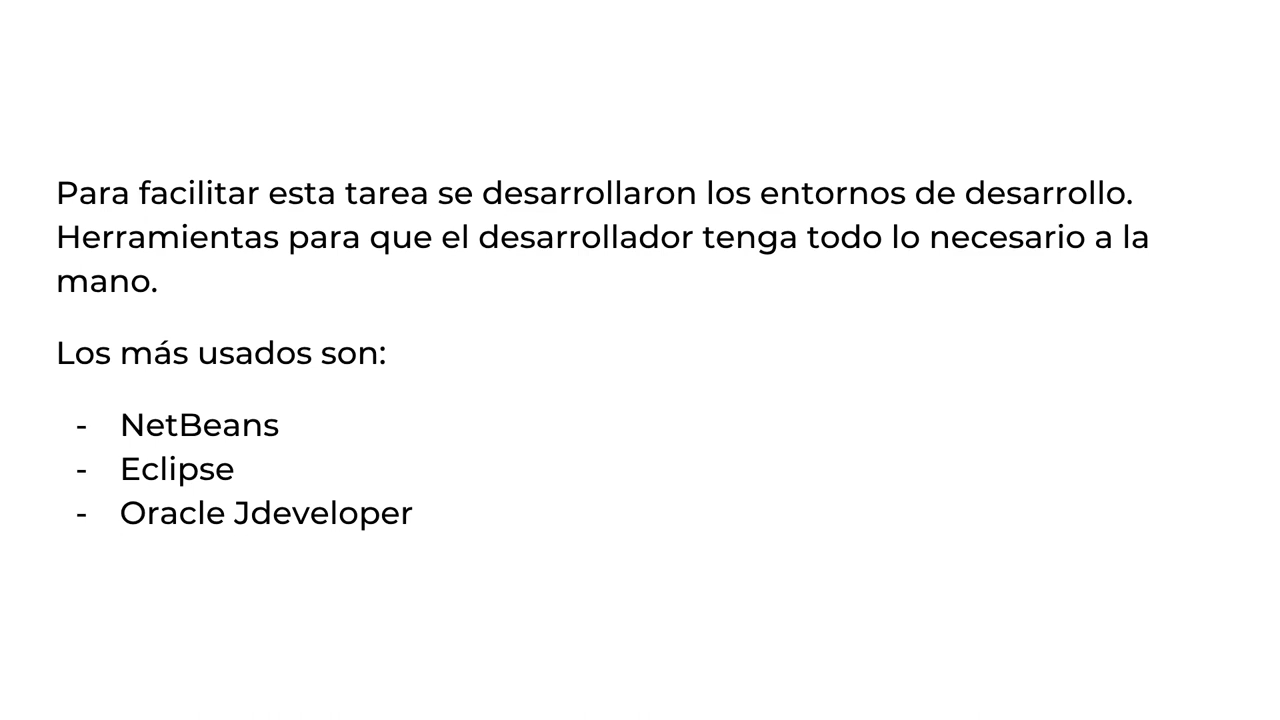 Para facilitar esta tarea se desarrollaron los entornos de desarrollo.
Herramientas para que el desarrollador tenga todo lo necesario a la
mano.
Los más usados son:
- NetBeans
- Eclipse
- Oracle Jdeveloper